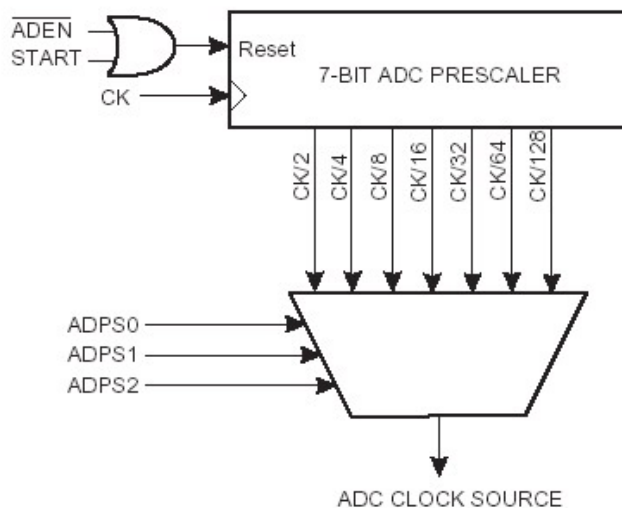 ADEN
START
Reset
7-BIT ADC PRESCALER
CK
CK/2
CK/4
CK/8
CK/16
CK/32
CK/64
CK/128
ADPS0
ADPS1
ADPS2
ADC CLOCK SOURCE